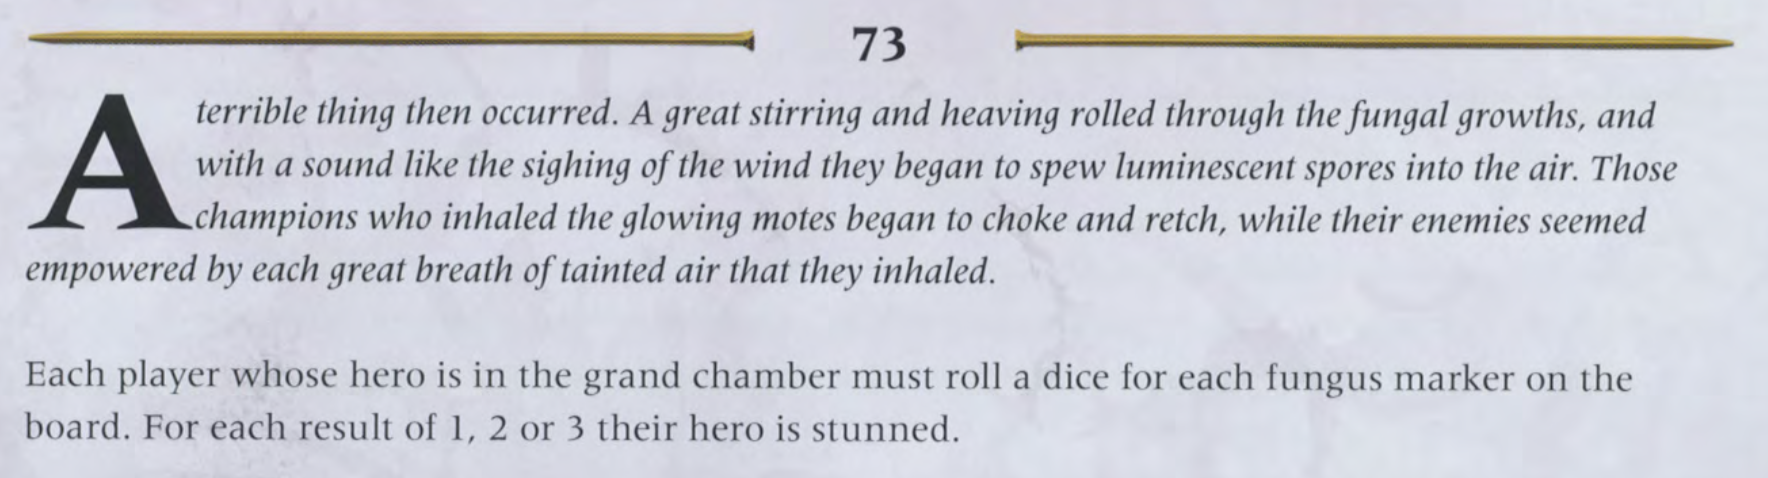 73
A terrible thing then occurred. A great stirring and heaving rolled through the fungal growths, and
with a sound like the sighing of the wind they began to spew luminescent spores into the air. Those
champions who inhaled the glowing motes began to choke and retch, while their enemies seemed
empowered by each great breath of tainted air that they inhaled.
Each player whose hero is in the grand chamber must roll a dice for each fungus marker on the
board. For each result of 1, 2 or 3 their hero is stunned.